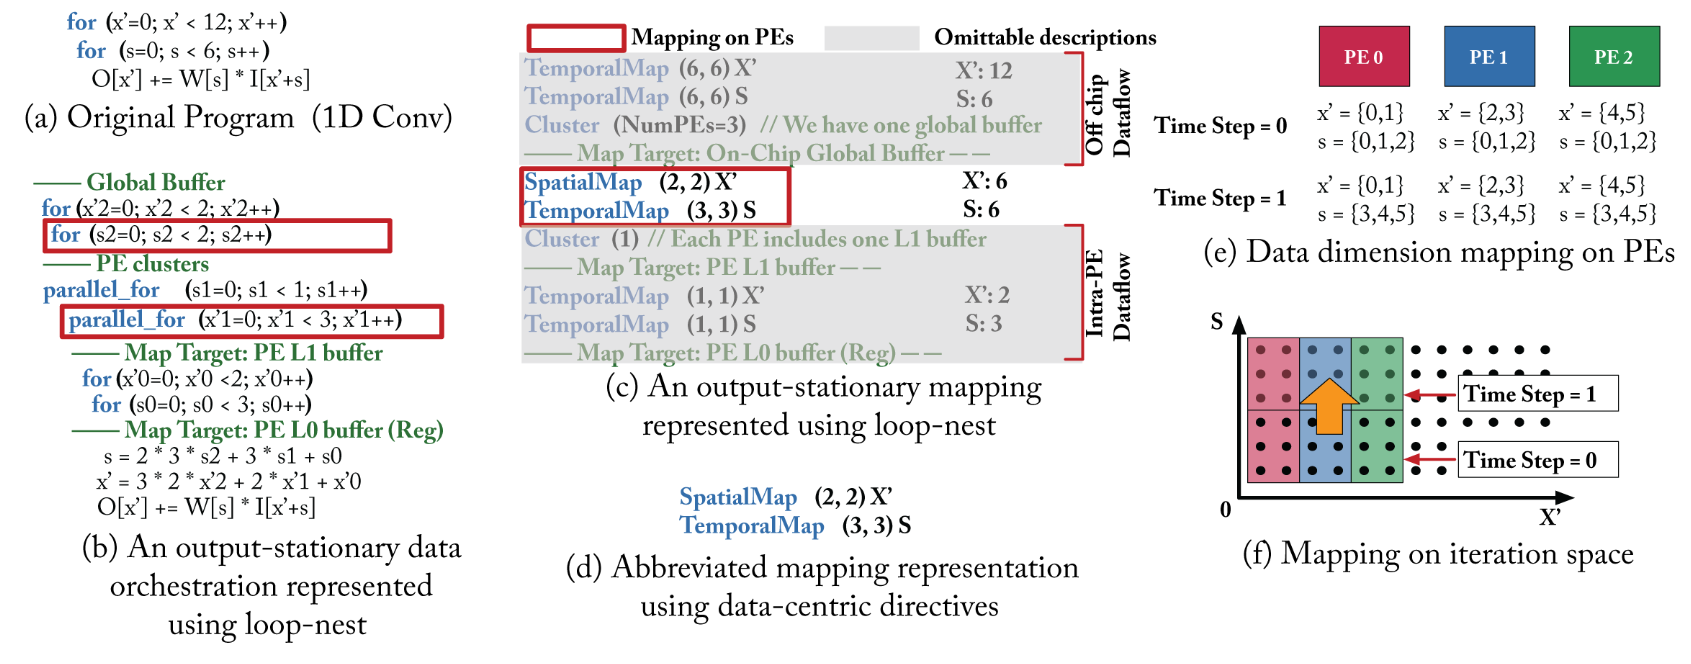 for (x'=0; x' < 12; x'++)
for (s=0; s < 6; s++)
O[x'] += W[s] * I[x'+s]
(a) Original Program (1D Conv)
—— Global Buffer
for (x'2=0; x'2 < 2; x'2++)
for (s2=0; s2 < 2; s2++)
—— PE clusters
parallel_for (s1=0; s1 < 1; s1++)
parallel_for (x'1=0; x'1 < 3; x'1++)
—— Map Target: PE L1 buffer
for (x'0=0; x'0 <2; x'0++)
for (s0=0; s0 < 3; s0++)
—— Map Target: PE L0 buffer (Reg)
s = 2 * 3 * s2 + 3 * s1 + s0
x' = 3 * 2 * x'2 + 2 * x'1 + x'0
O[x'] += W[s] * I[x'+s]
(b) An output-stationary data
orchestration represented
using loop-nest
Mapping on PEs
Omittable descriptions
TemporalMap (6, 6) X' X': 12
TemporalMap (6, 6) S S: 6
Cluster (NumPEs=3) // We have one global buffer
—— Map Target: On-Chip Global Buffer — —
Off chip
Dataflow
SpatialMap (2, 2) X' X': 6
TemporalMap (3, 3) S S: 6
Cluster (1) // Each PE includes one L1 buffer
—— Map Target: PE L1 buffer — —
TemporalMap (1, 1) X' X': 2
TemporalMap (1, 1) S S: 3
—— Map Target: PE L0 buffer (Reg) — —
Intra-PE
Dataflow
(c) An output-stationary mapping
represented using loop-nest
SpatialMap (2, 2) X'
TemporalMap (3, 3) S
(d) Abbreviated mapping representation
using data-centric directives
PE 0 PE 1 PE 2
Time Step = 0
x' = {0,1} x' = {2,3} x' = {4,5}
s = {0,1,2} s = {0,1,2} s = {0,1,2}
Time Step = 1
x' = {0,1} x' = {2,3} x' = {4,5}
s = {3,4,5} s = {3,4,5} s = {3,4,5}
(e) Data dimension mapping on PEs
S
Time Step = 1
Time Step = 0
0
X'
(f) Mapping on iteration space